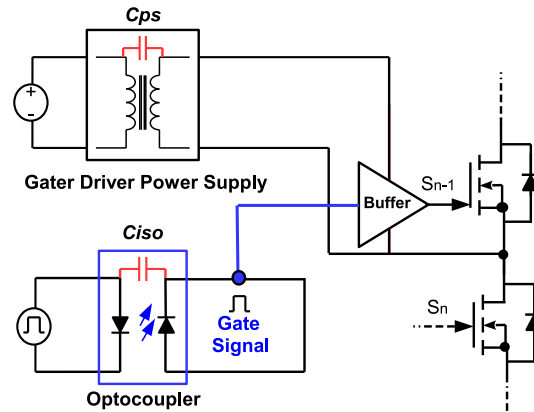 Cps
+
-
Gater Driver Power Supply
Buffer
Sn-1
Ciso
Gate
Signal
Sn
Optocoupler